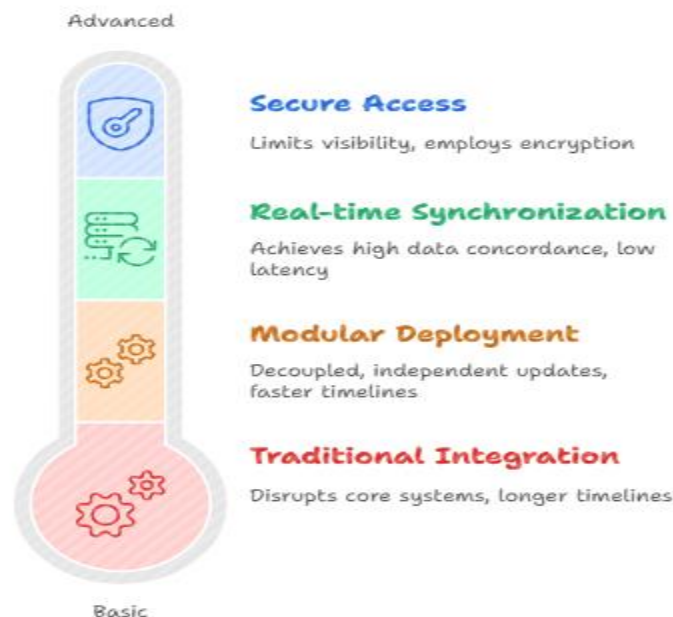 Advanced
Secure Access
Limits visibility, employs encryption
Real-time Synchronization
Achieves high data concordance, low
latency
Modular Deployment
Decoupled, independent updates,
faster timelines
Traditional Integration
Disrupts core systems, longer timelines
Basic